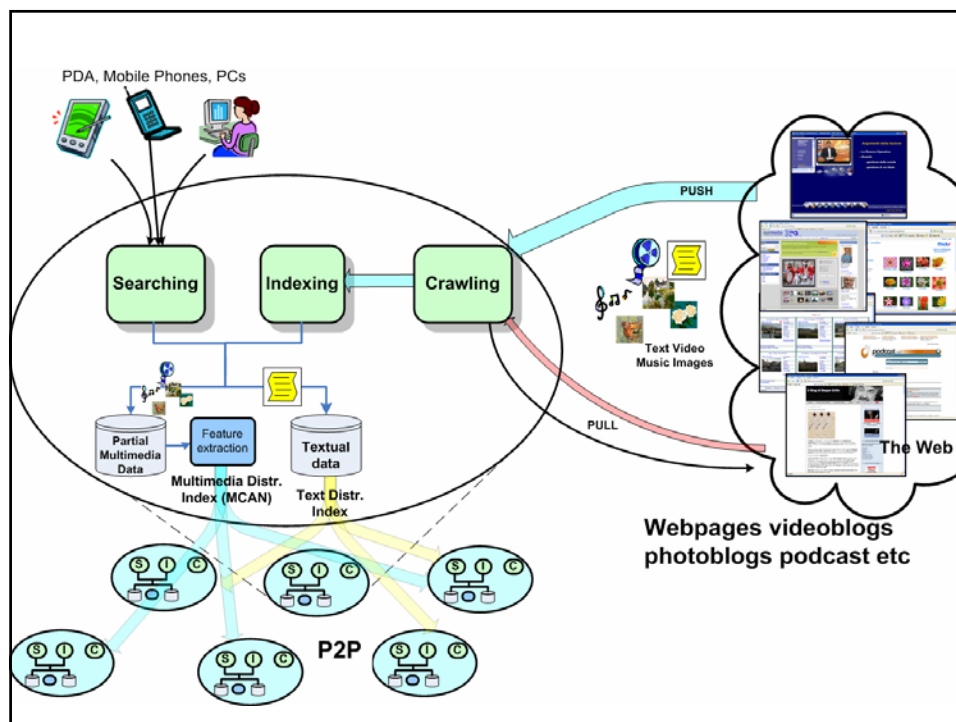 PDA, Mobile Phones, PCs
PUSH
Searching
Indexing
Crawling
Text Video
Music Images
The Web
PULL
Partial
Multimedia
Data
Feature
extraction
Textual
data
Multimedia Distr.
Index (MCAN)
Text Distr.
Index
Webpages videoblogs
photoblogs podcast etc
S I C
S I C
S I C
S I C
S I C
S I C
P2P